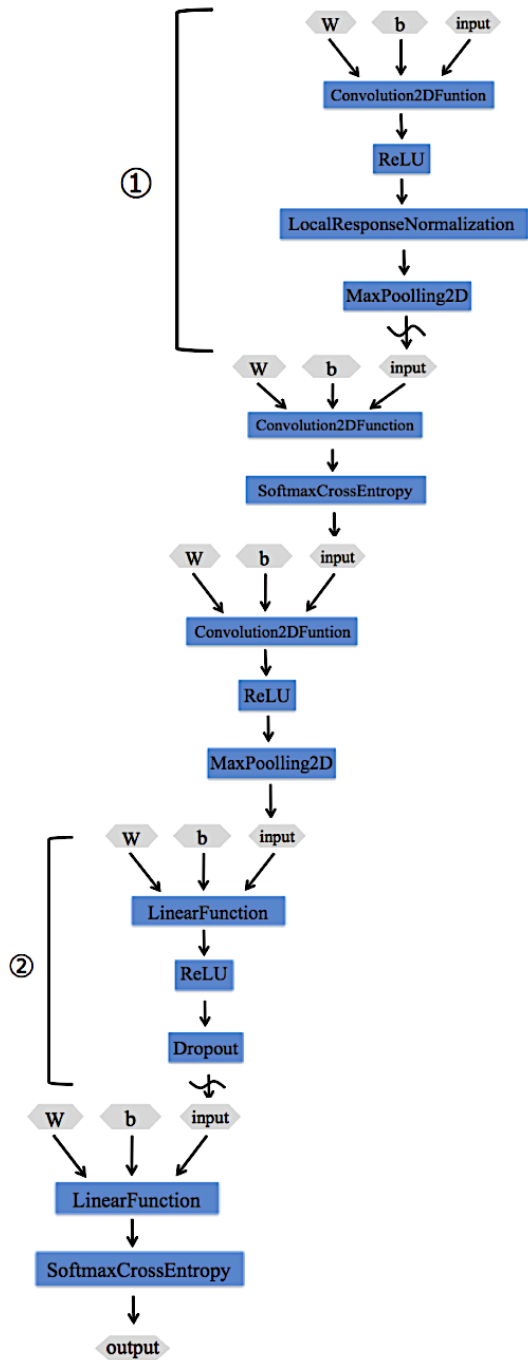 W b input
Convolution2DFuntion
ReLU
①
LocalResponseNormalization
MaxPoolling2D
W b input
Convolution2DFunction
SoftmaxCrossEntropy
W b input
Convolution2DFuntion
ReLU
MaxPoolling2D
W b input
LinearFunction
②
ReLU
Dropout
W b input
LinearFunction
SoftmaxCrossEntropy
output